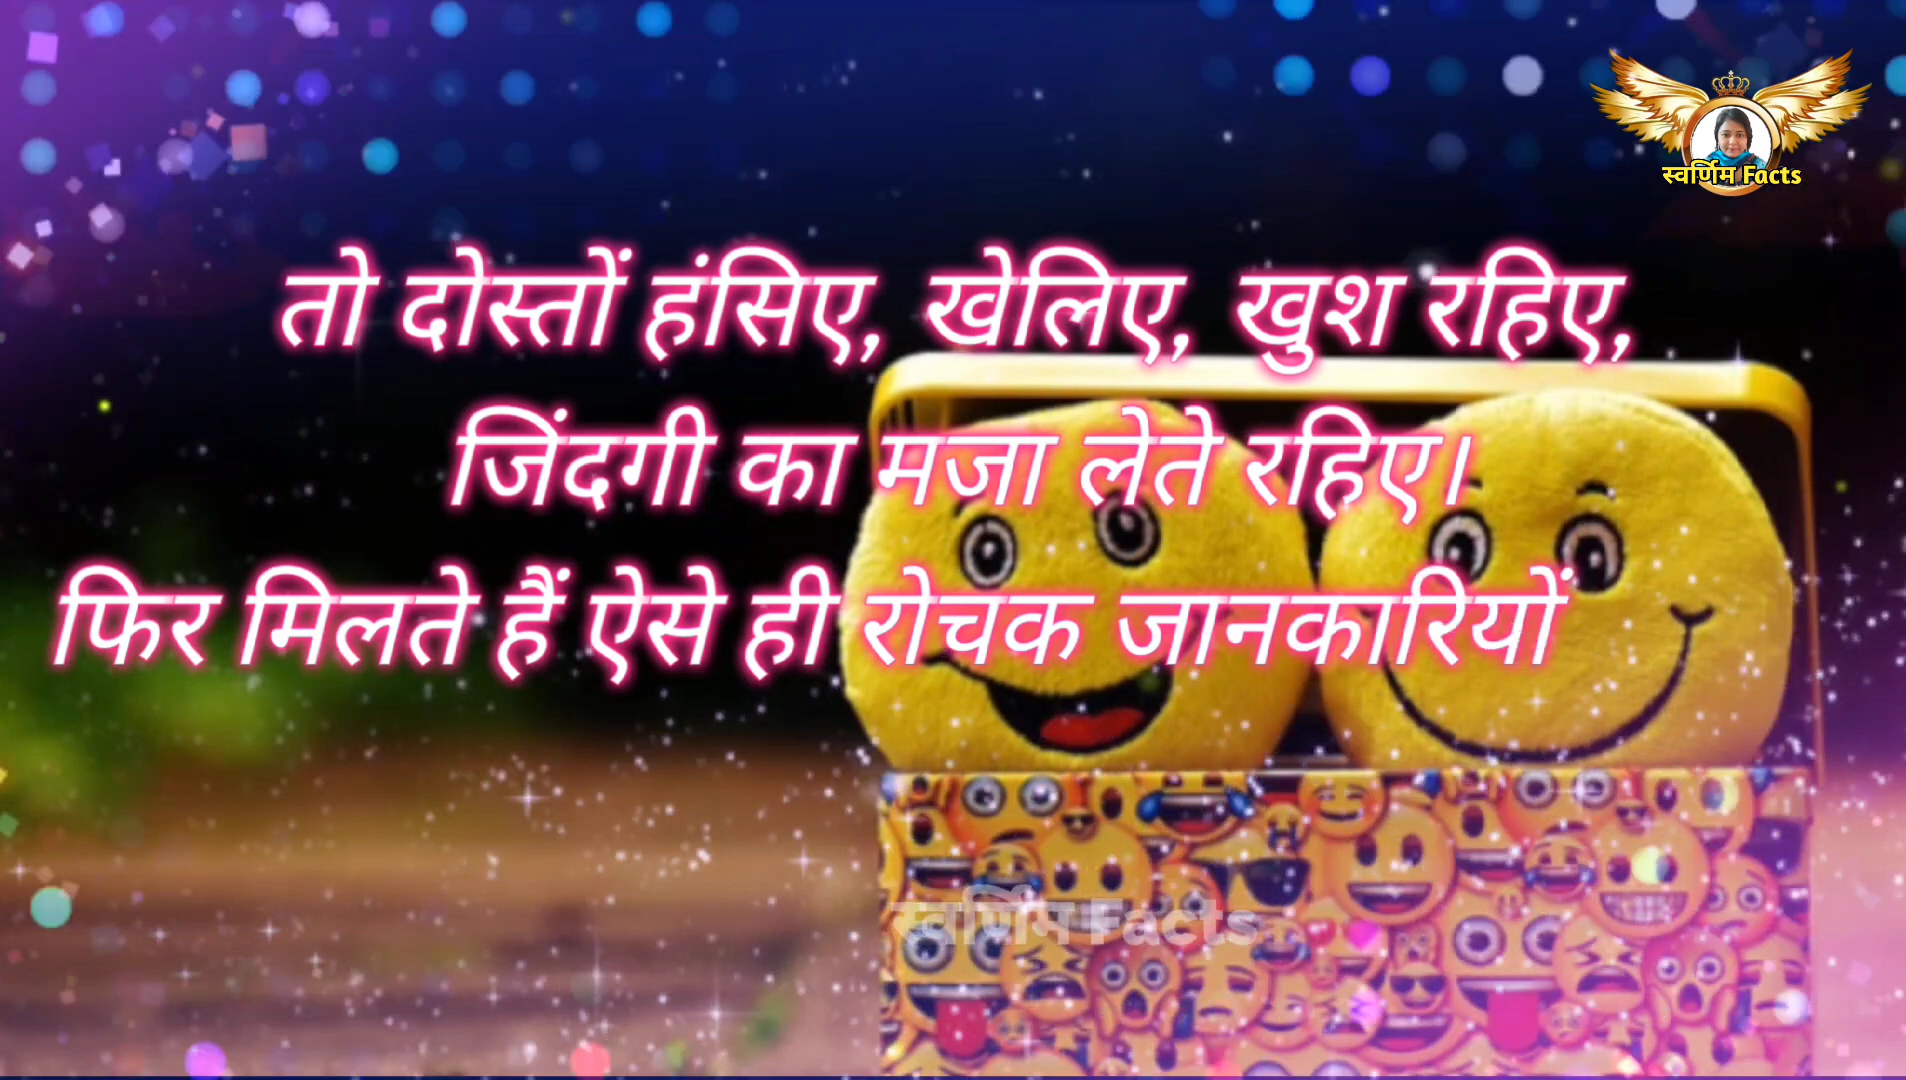 स्वर्णिम Facts
तो दोस्तों हंसिए, खेलिए, खुश रहिए,
जिंदगी का मजा लेते रहिए।
फिर मिलते हैं ऐसे ही रोचक जानकारियों
स्वर्णिम Facts